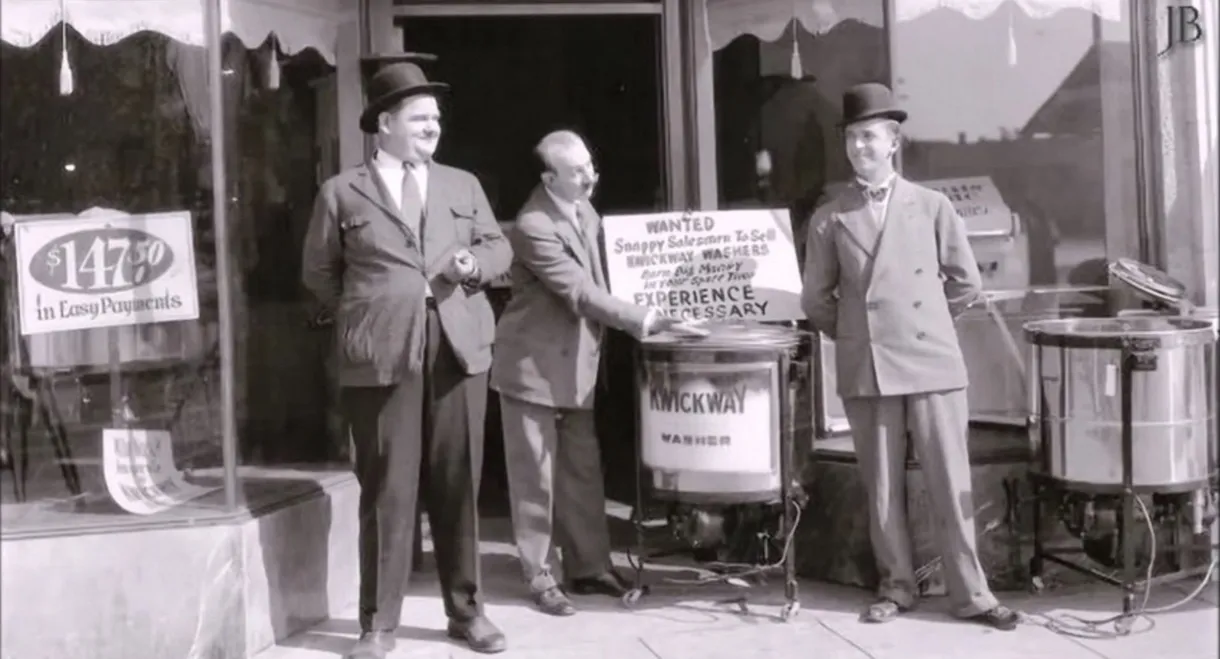 JB
$147.50
in Easy Payments
WANTED
Snappy Salesmen To Sell
KWICKWAY WASHERS
Earn Big Money
in Your Spare Time
EXPERIENCE
NECESSARY
KWICKWAY
WASHER